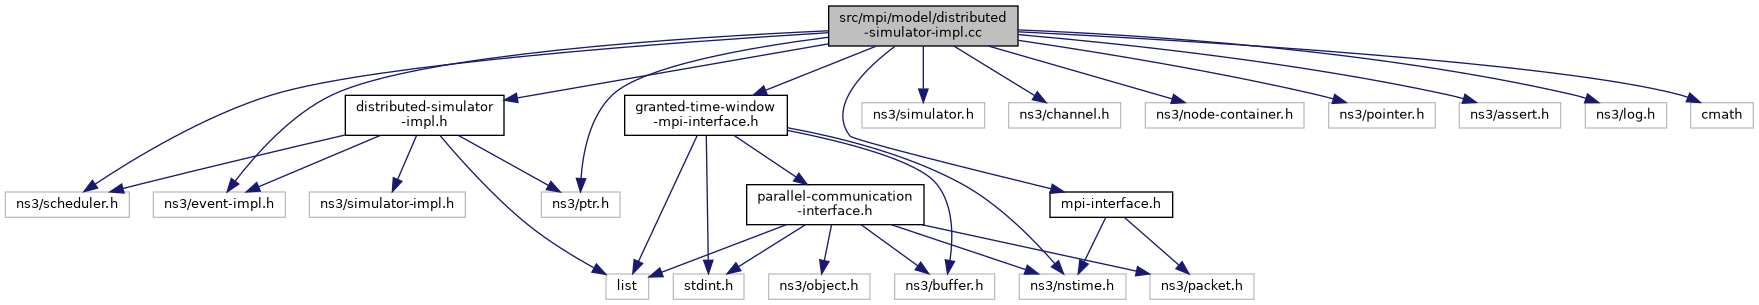 src/mpi/model/distributed
-simulator-impl.cc
distributed-simulator
-impl.h
granted-time-window
-mpi-interface.h
ns3/simulator.h
ns3/channel.h
ns3/node-container.h
ns3/pointer.h
ns3/assert.h
ns3/log.h
cmath
ns3/scheduler.h
ns3/event-impl.h
ns3/simulator-impl.h
ns3/ptr.h
parallel-communication
-interface.h
mpi-interface.h
list
stdint.h
ns3/object.h
ns3/buffer.h
ns3/nstime.h
ns3/packet.h